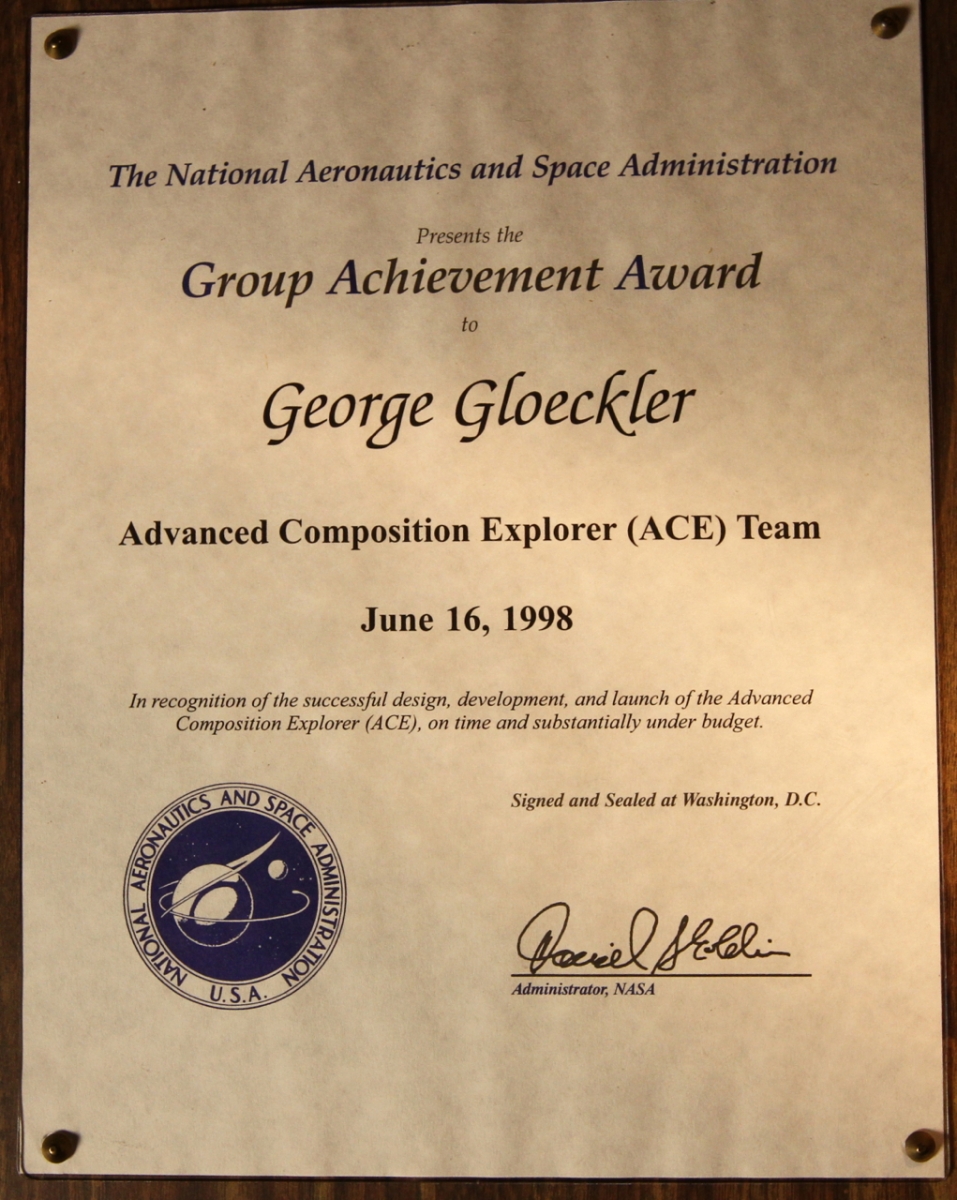 The National Aeronautics and Space Administration
Presents the
Group Achievement Award
to
George Gloeckler
Advanced Composition Explorer (ACE) Team
June 16, 1998
In recognition of the successful design, development, and launch of the Advanced
Composition Explorer (ACE), on time and substantially under budget.
NATIONAL AERONAUTICS AND SPACE ADMINISTRATION
U.S.A.
Signed and Sealed at Washington, D.C.
Daniel S Goldin
Administrator, NASA